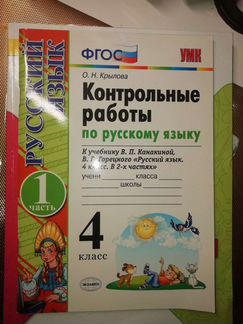 ФГОС
УМК
О. Н. Крылова
Контрольные
работы
по русскому языку
К учебнику В. П. Канакиной,
В. Г. Горецкого «Русский язык.
4 класс. В 2-х частях»
учени класса
школы
РУССКИЙ ЯЗЫК
1
часть
4
класс
ЭКЗАМЕН